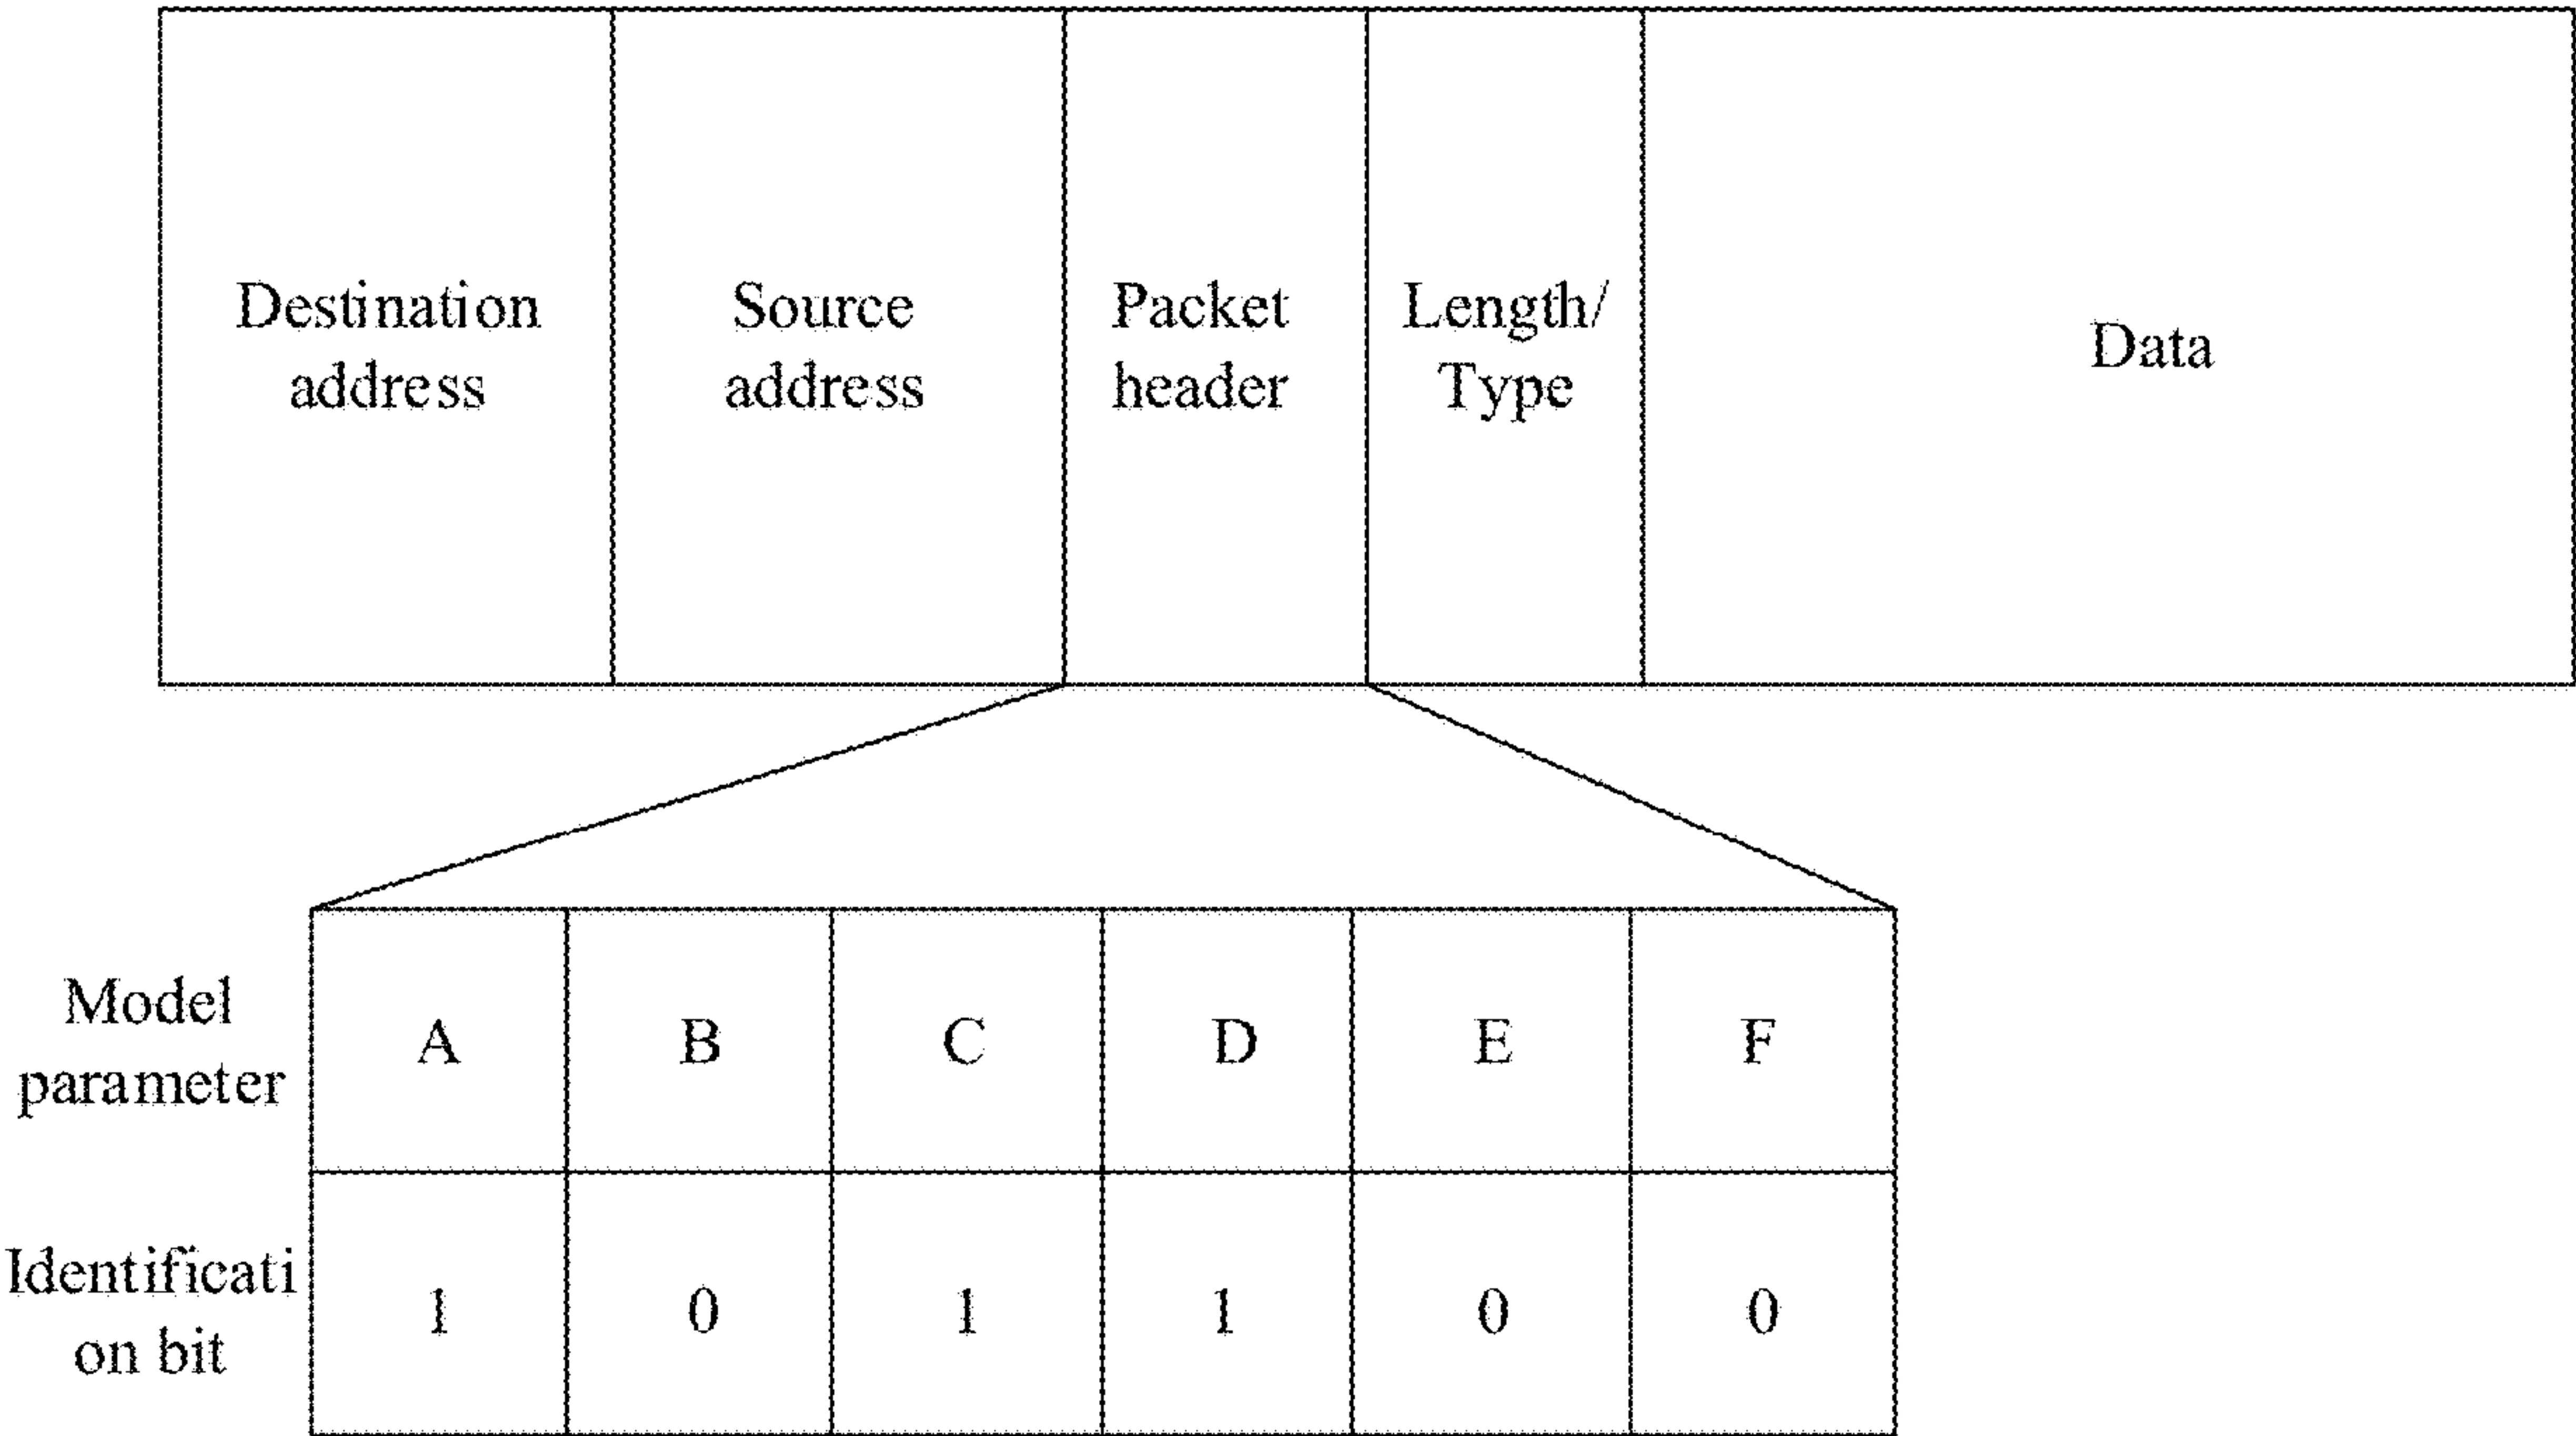 Destination
address
Source
address
Packet
header
Length/
Type
Data
Model
parameter
A
B
C
D
E
F
Identificati
on bit
1
0
1
1
0
0